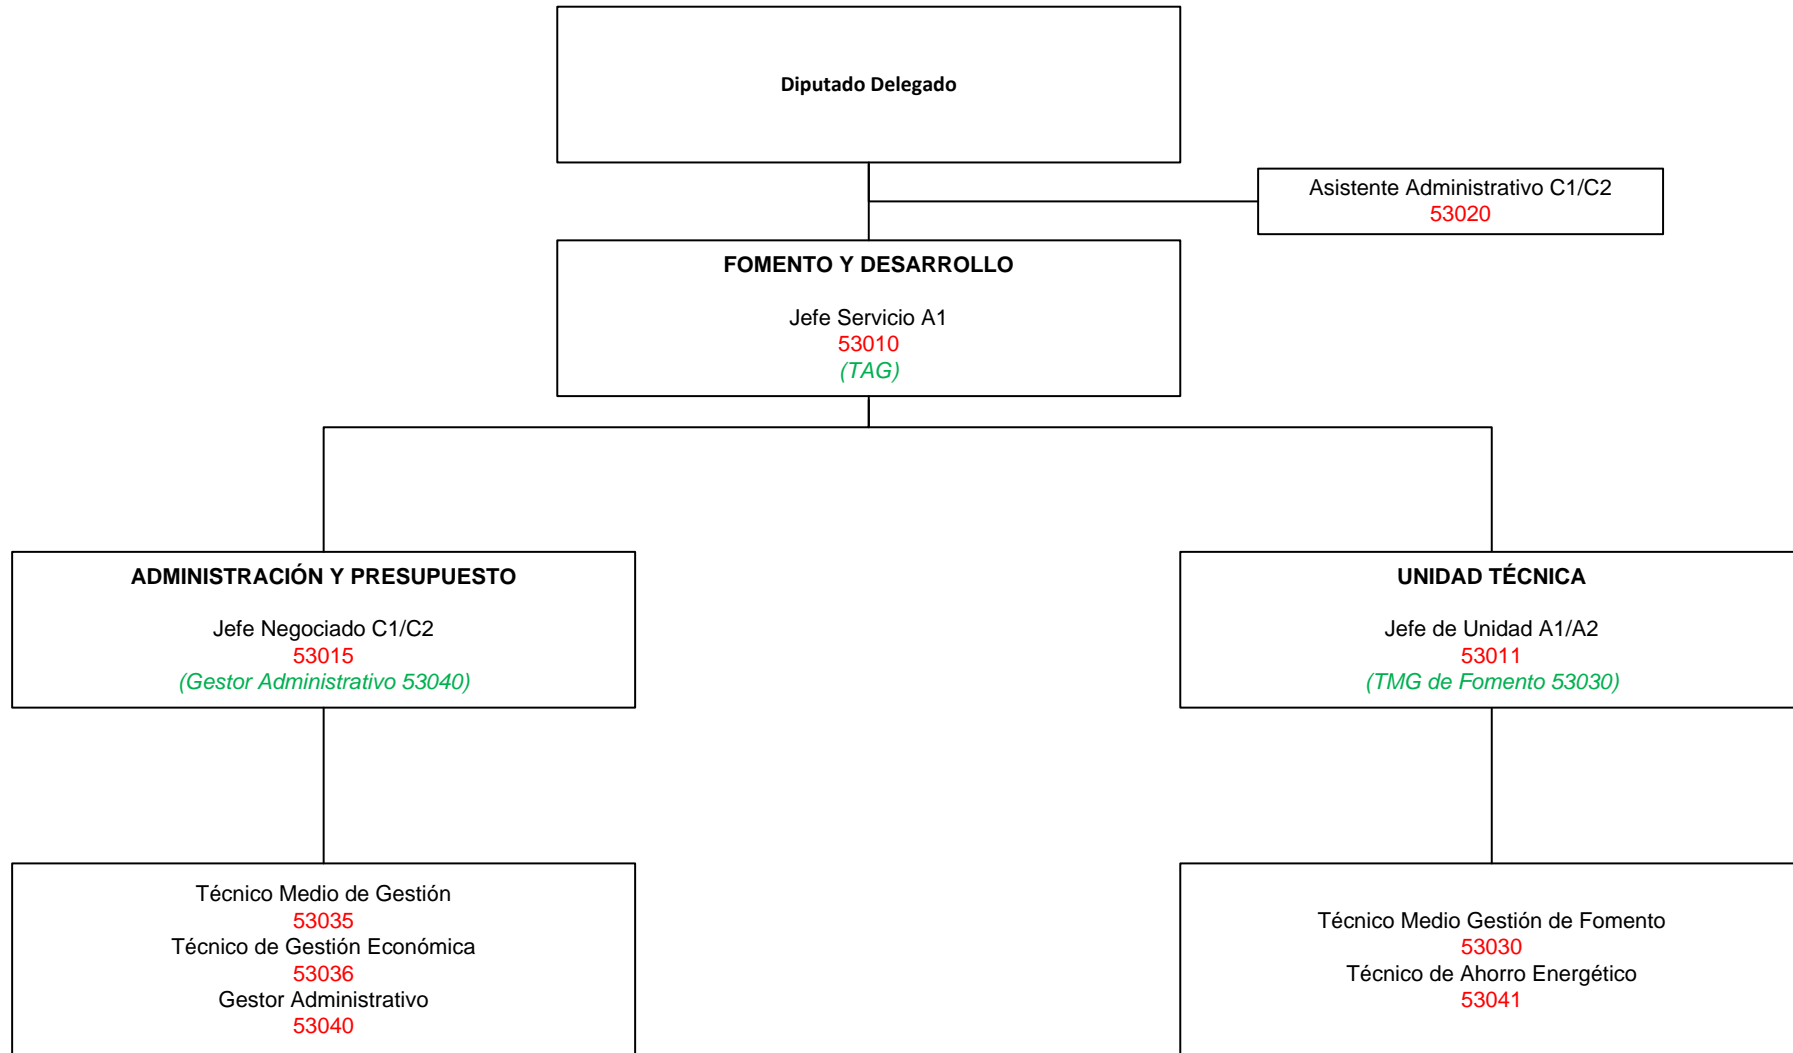 Diputado Delegado
Asistente Administrativo C1/C2
53020
FOMENTO Y DESARROLLO
Jefe Servicio A1
53010
(TAG)
ADMINISTRACIÓN Y PRESUPUESTO
Jefe Negociado C1/C2
53015
(Gestor Administrativo 53040)
UNIDAD TÉCNICA
Jefe de Unidad A1/A2
53011
(TMG de Fomento 53030)
Técnico Medio de Gestión
53035
Técnico de Gestión Económica
53036
Gestor Administrativo
53040
Técnico Medio Gestión de Fomento
53030
Técnico de Ahorro Energético
53041